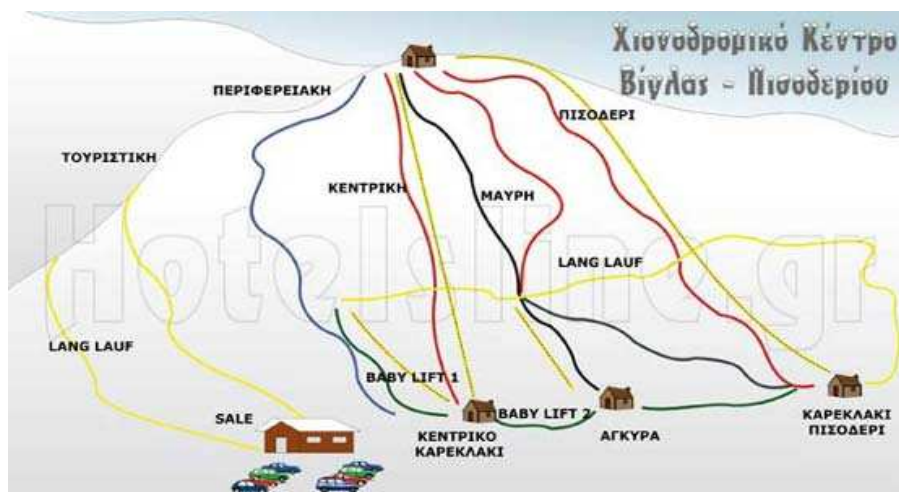 Χιονοδρομικό Κέντρο
Βίγλας - Πισοδερίου
ΠΕΡΙΦΕΡΕΙΑΚΗ
ΠΙΣΟΔΕΡΙ
ΤΟΥΡΙΣΤΙΚΗ
ΚΕΝΤΡΙΚΗ
ΜΑΥΡΗ
Hotelsline.gr
LANG LAUF
LANG LAUF
BABY LIFT 1
SALE
BABY LIFT 2
ΚΕΝΤΡΙΚΟ
ΚΑΡΕΚΛΑΚΙ
ΑΓΚΥΡΑ
ΚΑΡΕΚΛΑΚΙ
ΠΙΣΟΔΕΡΙ